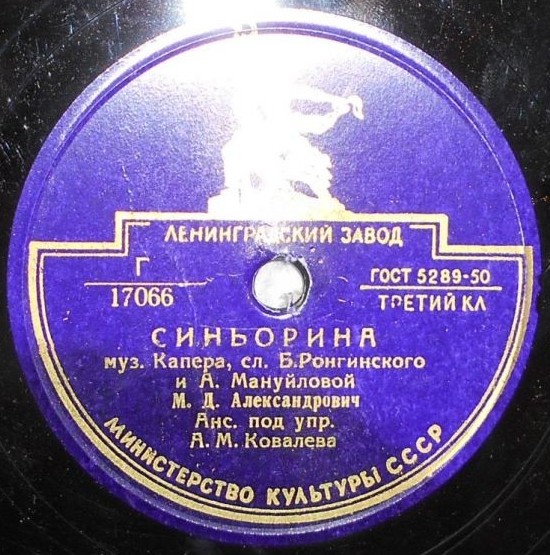 ЛЕНИНГРАДСКИЙ ЗАВОД
Г
17066
ГОСТ 5289-50
ТРЕТИЙ КЛ
СИНЬОРИНА
муз. Капера, сл. Б.Ронгинского
и А. Мануйловой
М. Д. Александрович
Анс. под упр.
А. М. Ковалева
МИНИСТЕРСТВО КУЛЬТУРЫ СССР